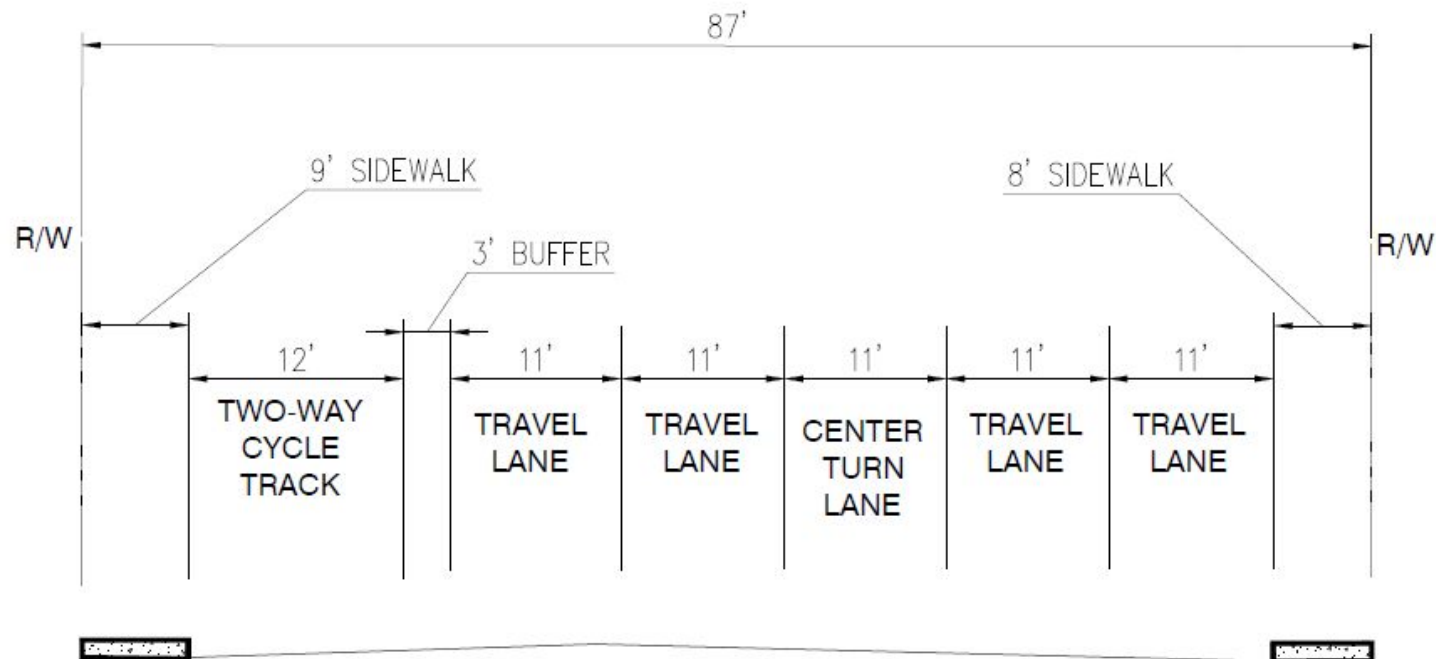 87'
9' SIDEWALK
8' SIDEWALK
R/W
R/W
3' BUFFER
12'
11'
11'
11'
11'
11'
TWO-WAY
CYCLE
TRACK
TRAVEL
LANE
TRAVEL
LANE
CENTER
TURN
LANE
TRAVEL
LANE
TRAVEL
LANE